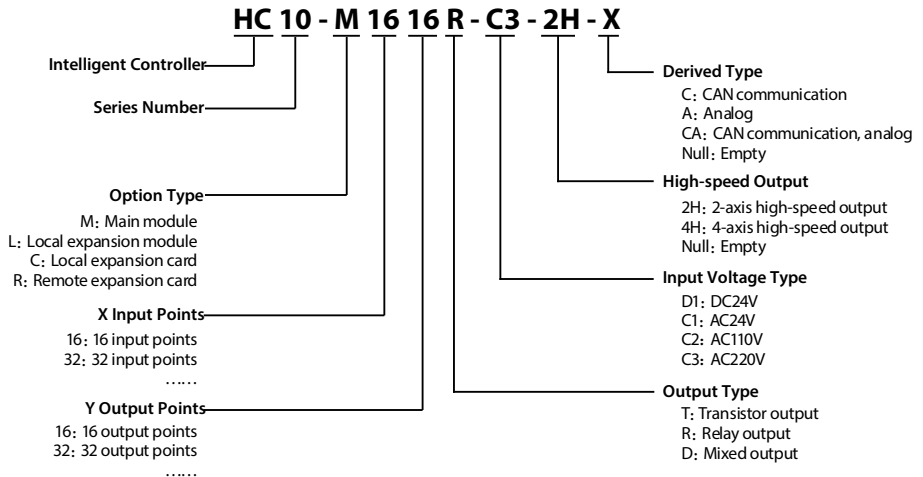 HC 10 - M 16 16 R - C3 - 2H - X
Intelligent Controller
Series Number
Option Type
M: Main module
L: Local expansion module
C: Local expansion card
R: Remote expansion card
X Input Points
16: 16 input points
32: 32 input points
……
Y Output Points
16: 16 output points
32: 32 output points
……
Derived Type
C: CAN communication
A: Analog
CA: CAN communication, analog
Null: Empty
High-speed Output
2H: 2-axis high-speed output
4H: 4-axis high-speed output
Null: Empty
Input Voltage Type
D1: DC24V
C1: AC24V
C2: AC110V
C3: AC220V
Output Type
T: Transistor output
R: Relay output
D: Mixed output